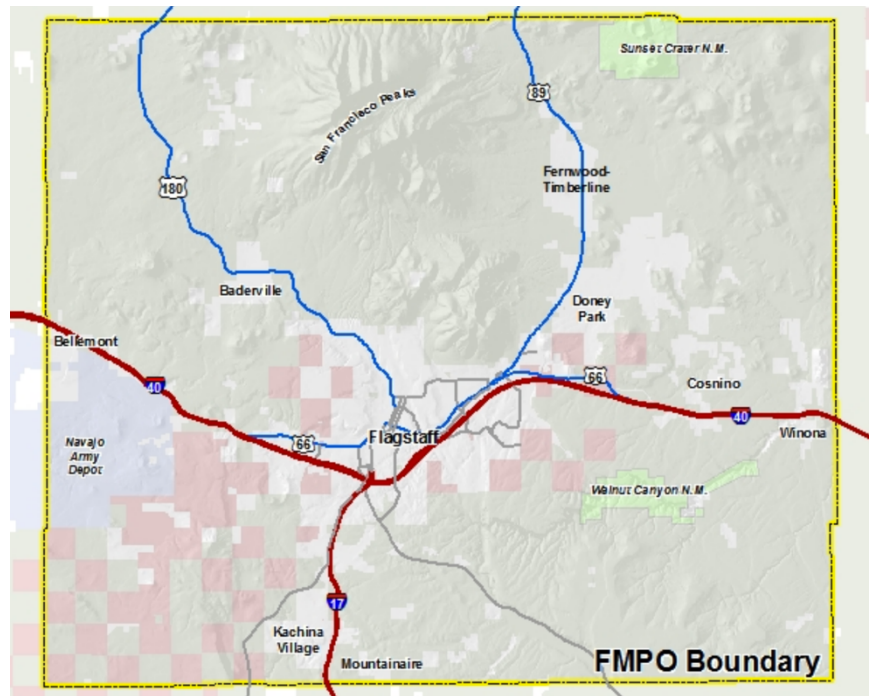 Sunset Crater N.M.
San Francisco Peaks
89
Fernwood-
Timberline
180
Baderville
Doney
Park
Bellemont
40
66
Cosnino
40
Flagstaff
66
Winona
Navajo
Army
Depot
Walnut Canyon N.M.
17
Kachina
Village
Mountainaire
FMPO Boundary